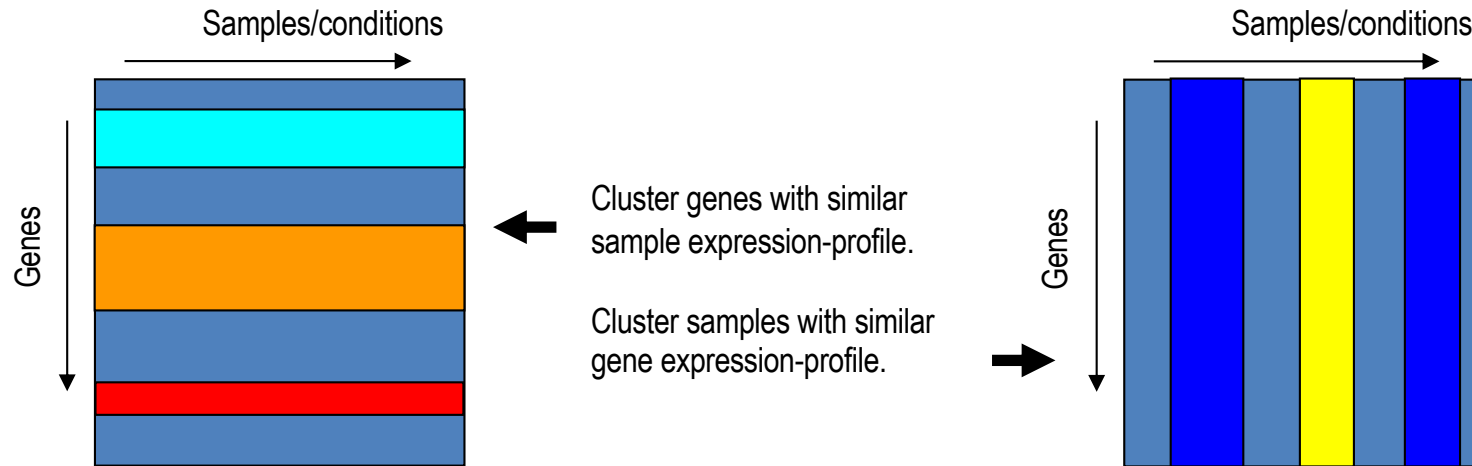 Samples/conditions
Genes
Cluster genes with similar
sample expression-profile.
Cluster samples with similar
gene expression-profile.
Samples/conditions
Genes